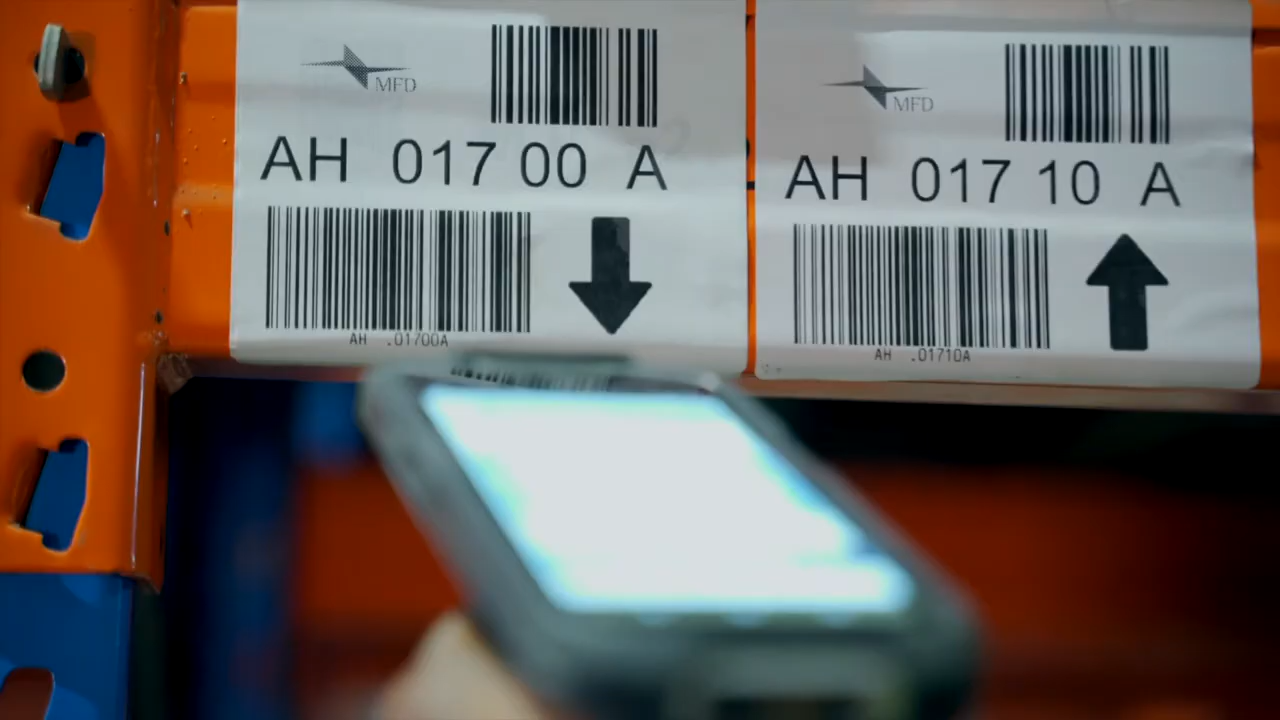 MFD
AH 017 00 A
AH .01700A
MFD
AH 017 10 A
AH .01710A